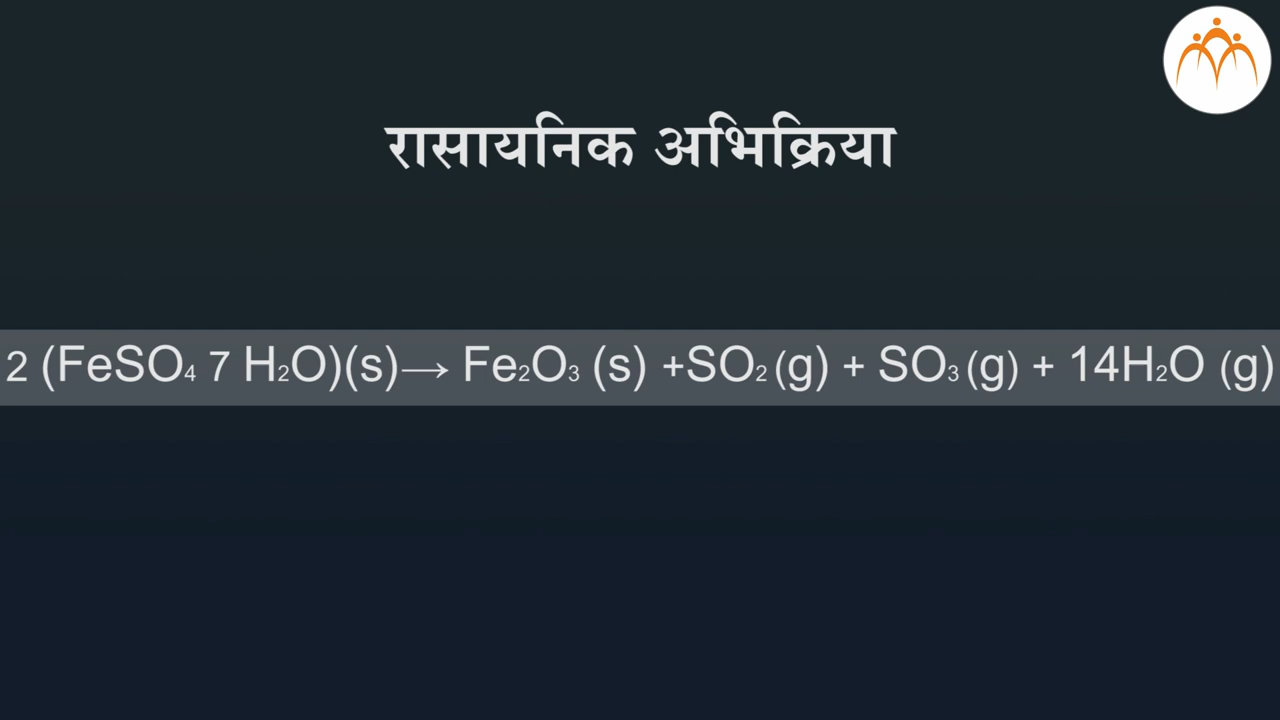 रासायनिक अभिक्रिया
2 (FeSO₄ 7 H₂O)(s)⟶ Fe₂O₃ (s) +SO₂ (g) + SO₃ (g) + 14H₂O (g)